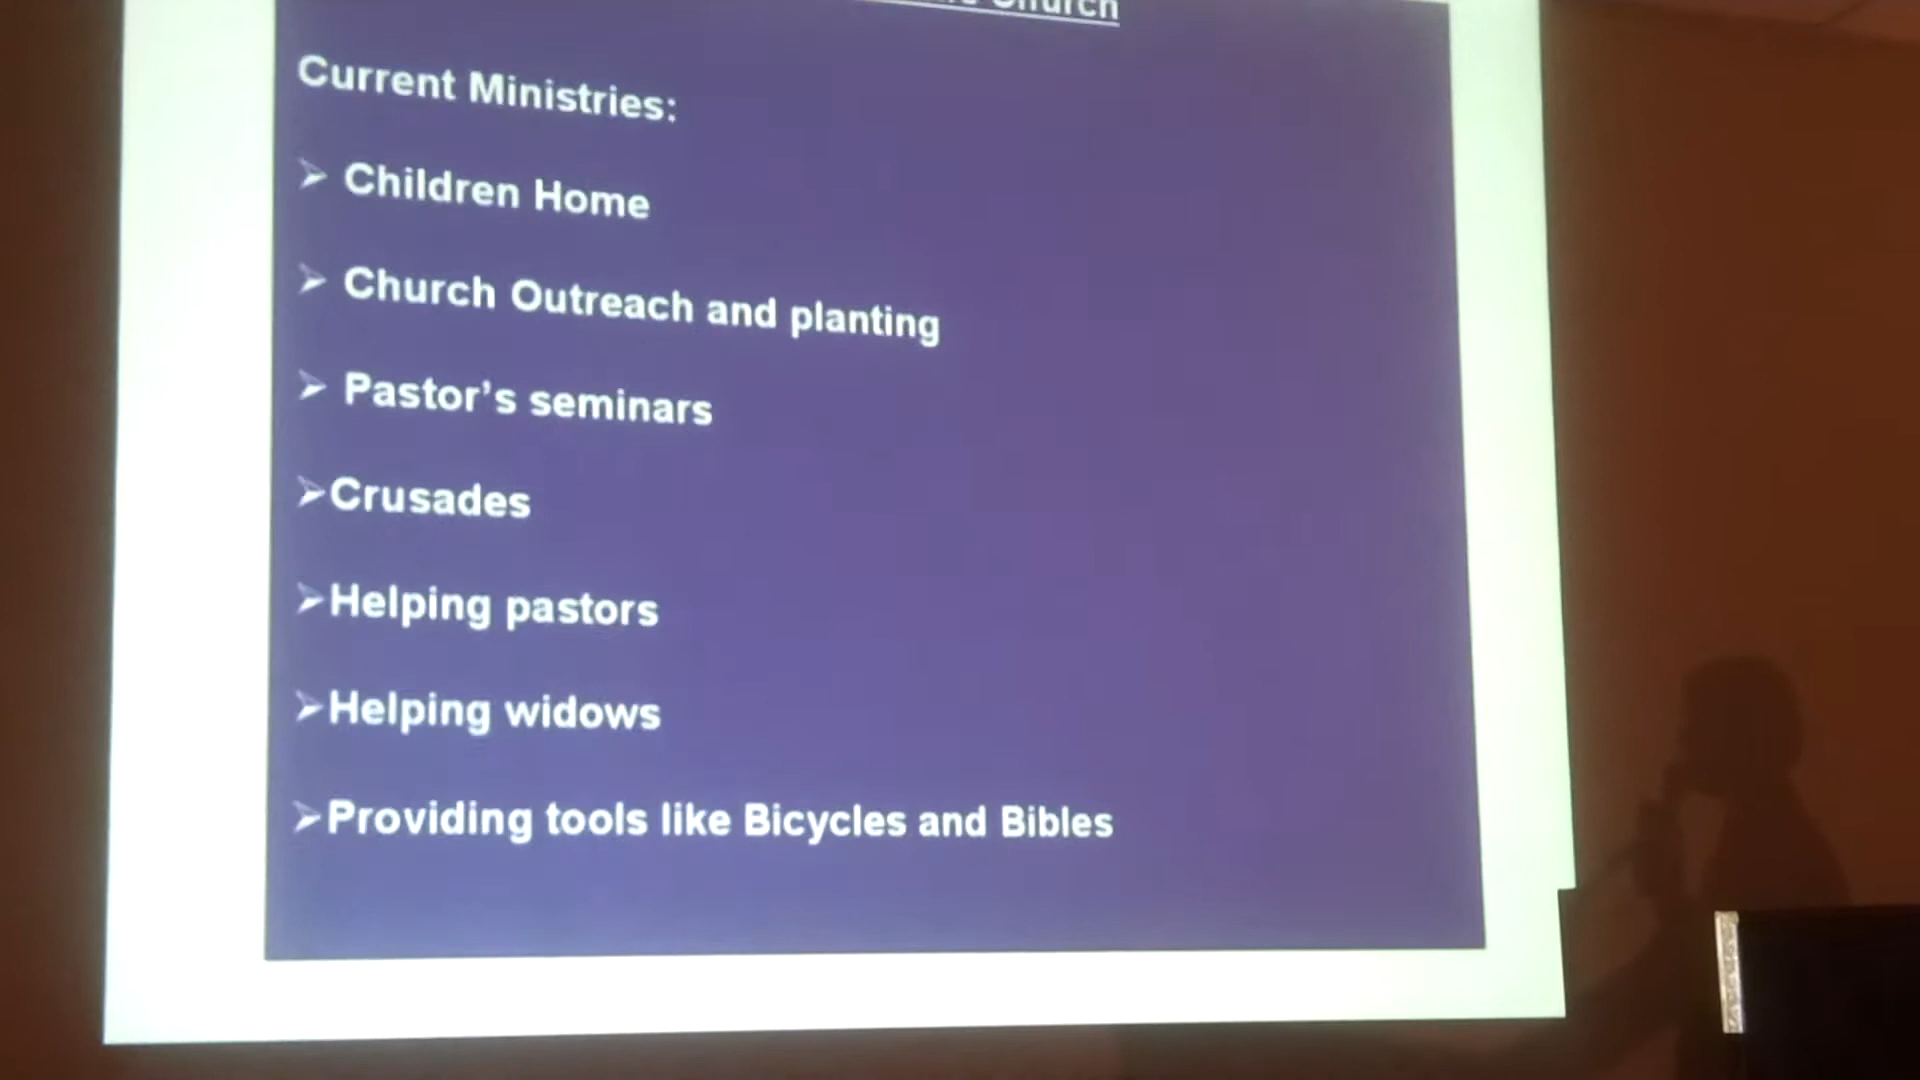 Church
Current Ministries:
➢ Children Home
➢ Church Outreach and planting
➢ Pastor’s seminars
➢Crusades
➢Helping pastors
➢Helping widows
➢Providing tools like Bicycles and Bibles